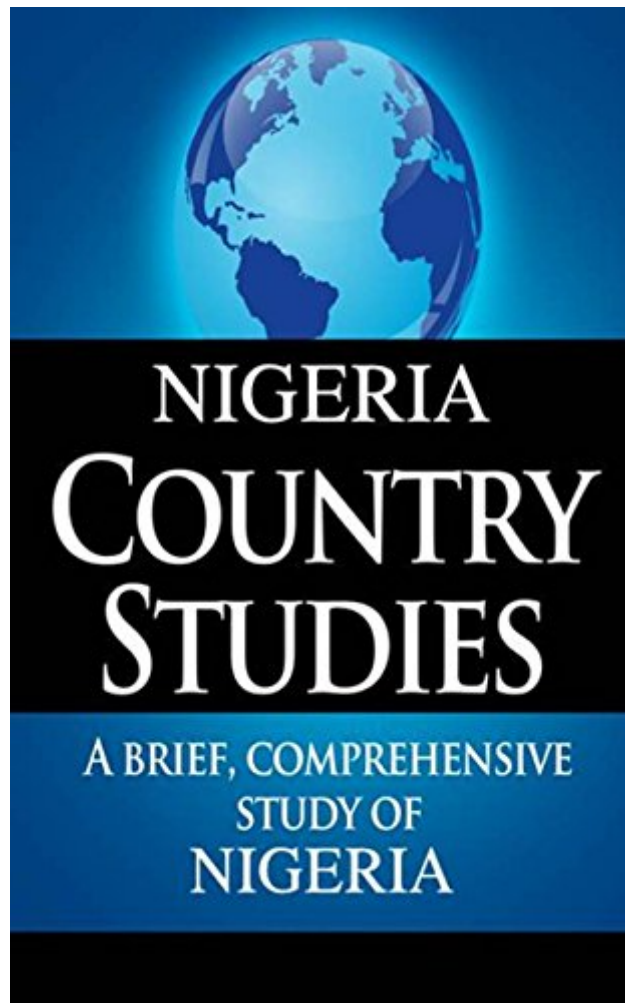 NIGERIA
COUNTRY
STUDIES
A BRIEF, COMPREHENSIVE
STUDY OF
NIGERIA